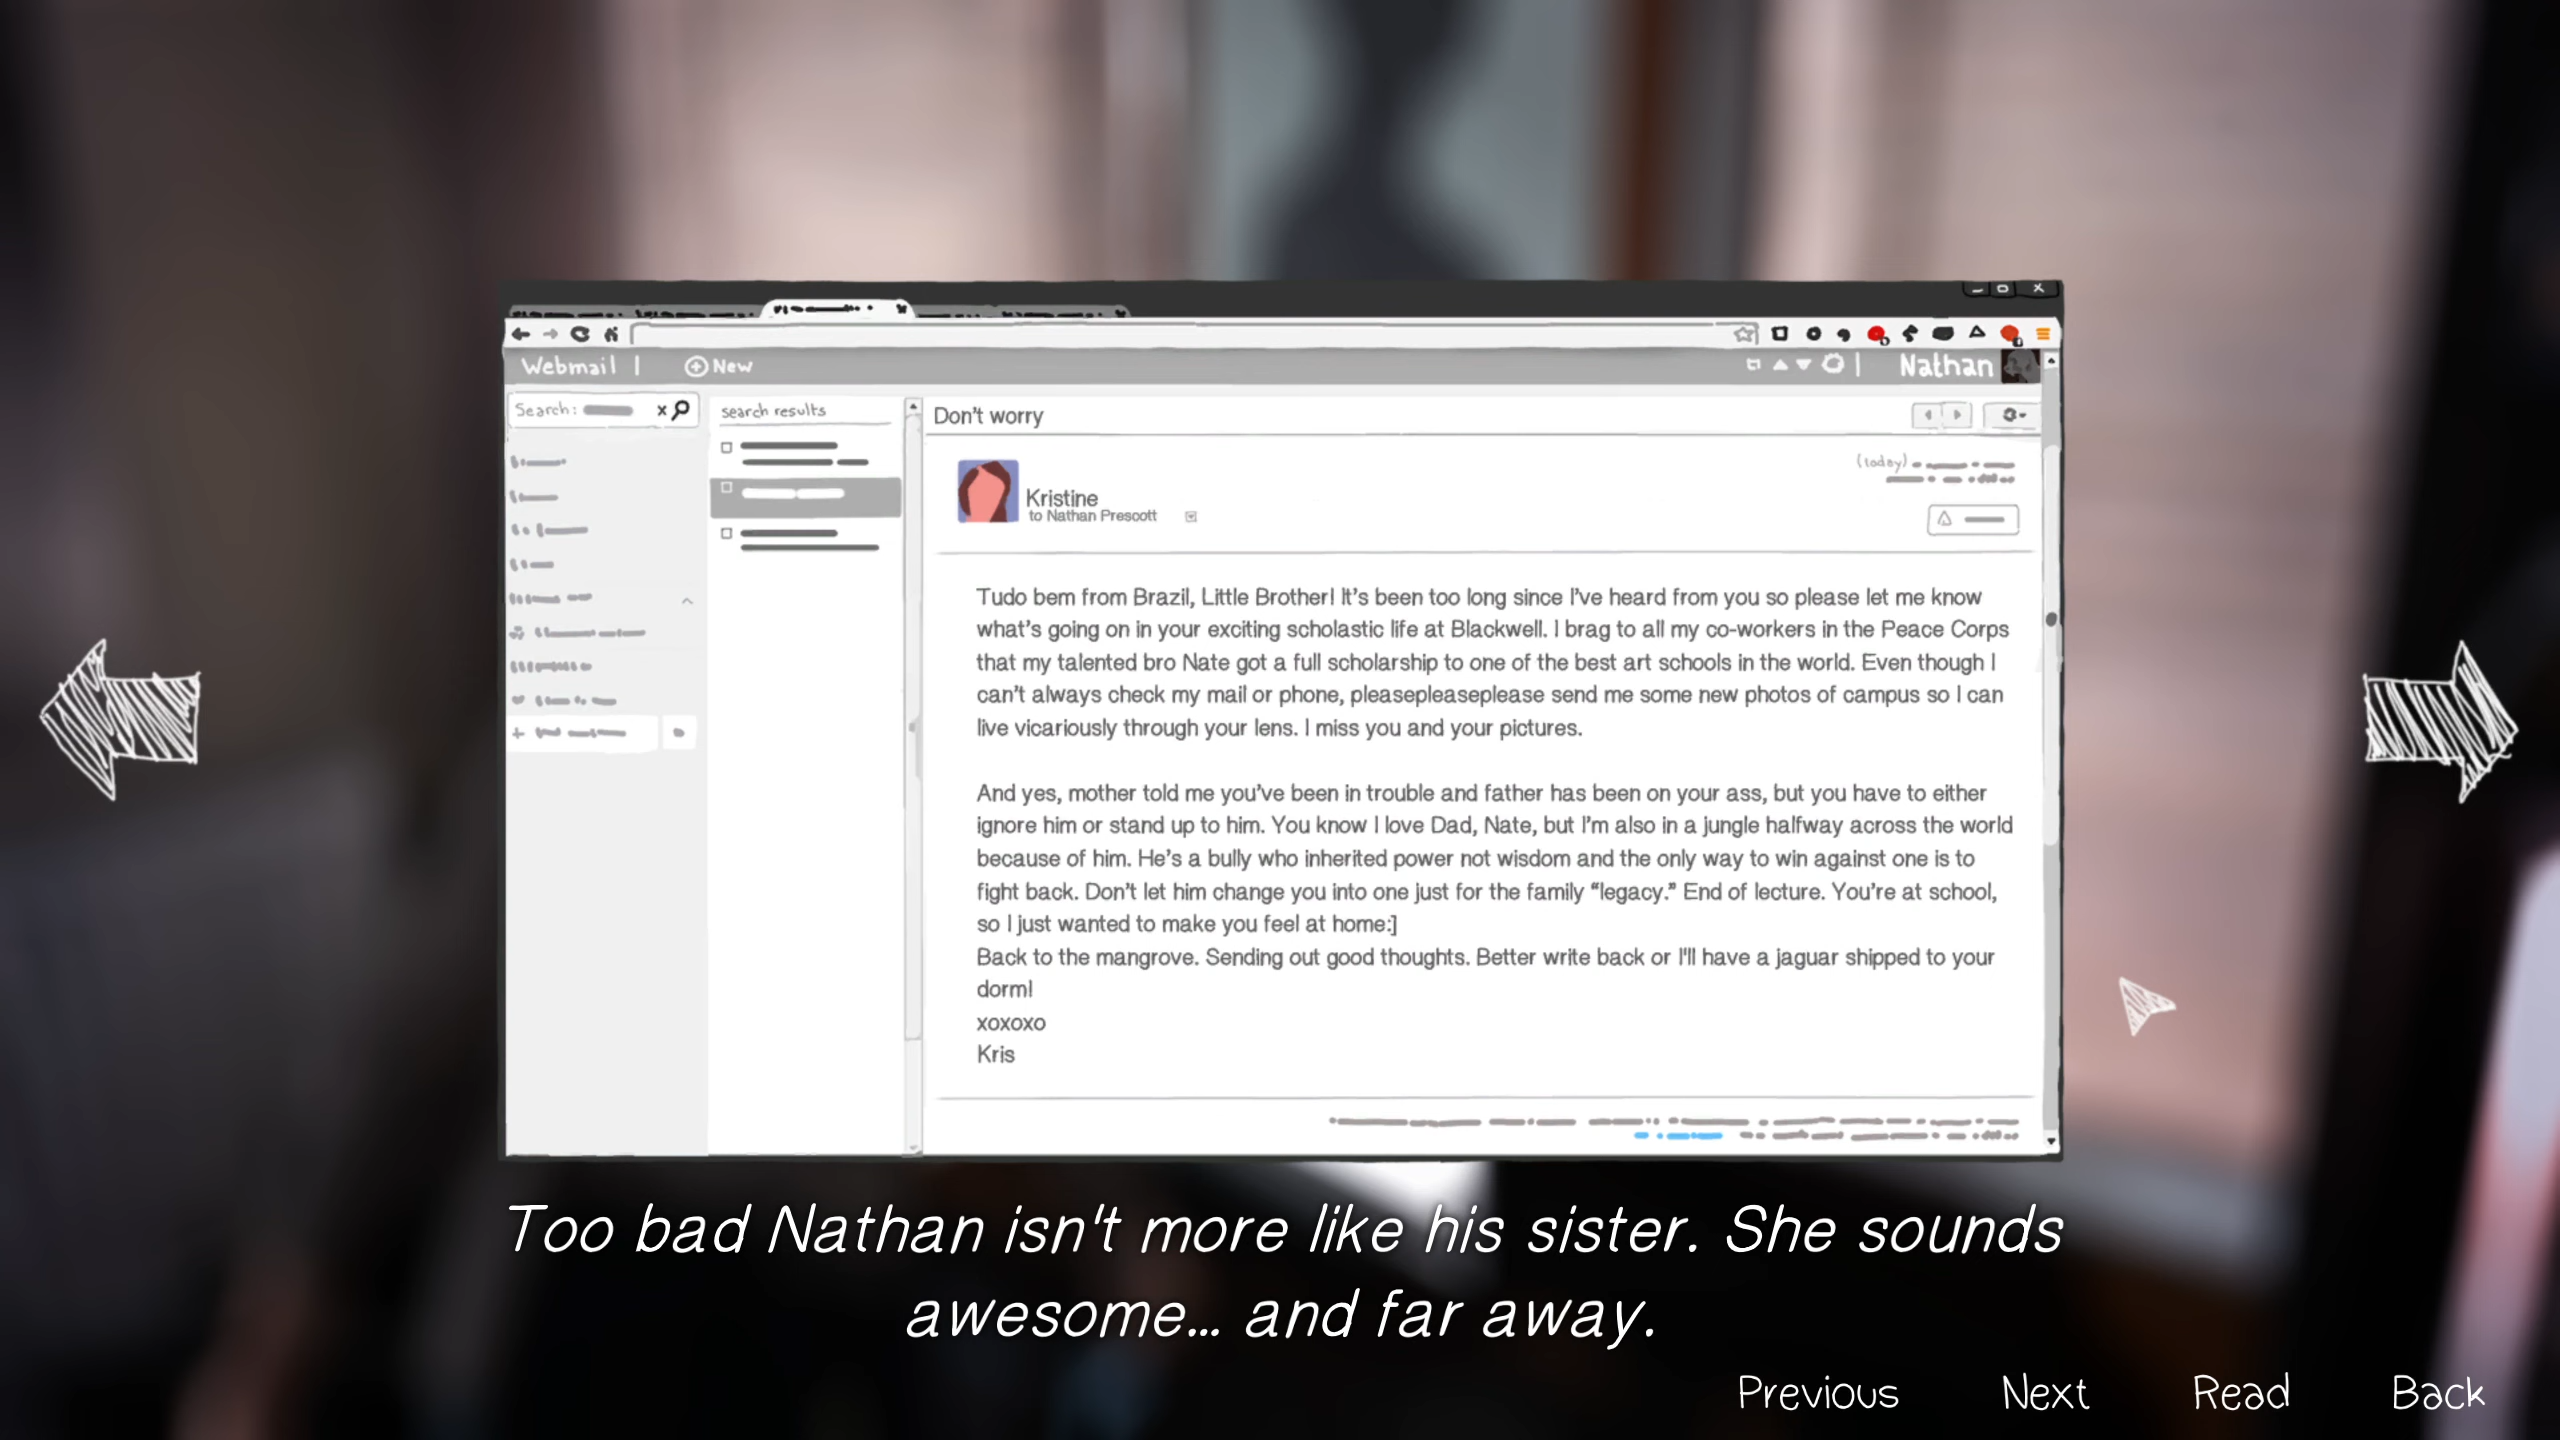 Webmail | New
Nathan
Search:
search results
Don't worry
(today)
Kristine
to Nathan Prescott
Tudo bem from Brazil, Little Brother! It's been too long since I've heard from you so please let me know
what's going on in your exciting scholastic life at Blackwell. I brag to all my co-workers in the Peace Corps
that my talented bro Nate got a full scholarship to one of the best art schools in the world. Even though I
can't always check my mail or phone, pleasepleaseplease send me some new photos of campus so I can
live vicariously through your lens. I miss you and your pictures.
And yes, mother told me you've been in trouble and father has been on your ass, but you have to either
ignore him or stand up to him. You know I love Dad, Nate, but I'm also in a jungle halfway across the world
because of him. He's a bully who inherited power not wisdom and the only way to win against one is to
fight back. Don't let him change you into one just for the family “legacy.” End of lecture. You're at school,
so I just wanted to make you feel at home:]
Back to the mangrove. Sending out good thoughts. Better write back or I'll have a jaguar shipped to your
dorm!
xoxoxo
Kris
Too bad Nathan isn't more like his sister. She sounds
awesome... and far away.
Previous Next Read Back